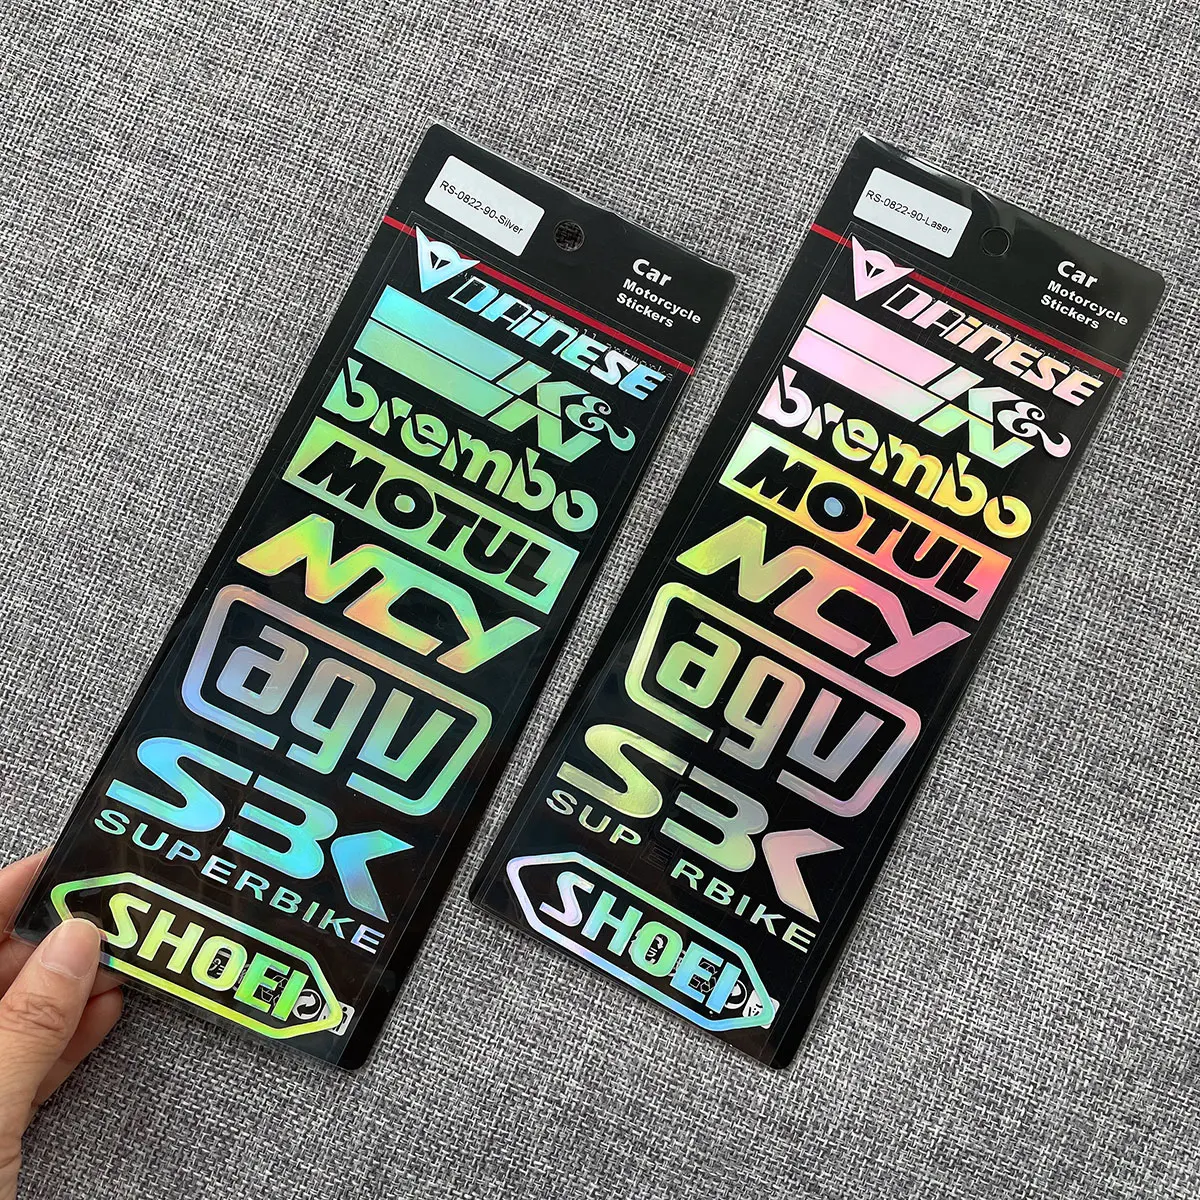 RS-0822-90-Silver
Car
Motorcycle
Stickers
DAiNESE
K&N
brembo
MOTUL
NCY
agv
SBK
SUPERBIKE
SHOEI
RS-0822-90-Laser
Car
Motorcycle
Stickers
DAiNESE
K&N
brembo
MOTUL
NCY
agv
SBK
SUPERBIKE
SHOEI